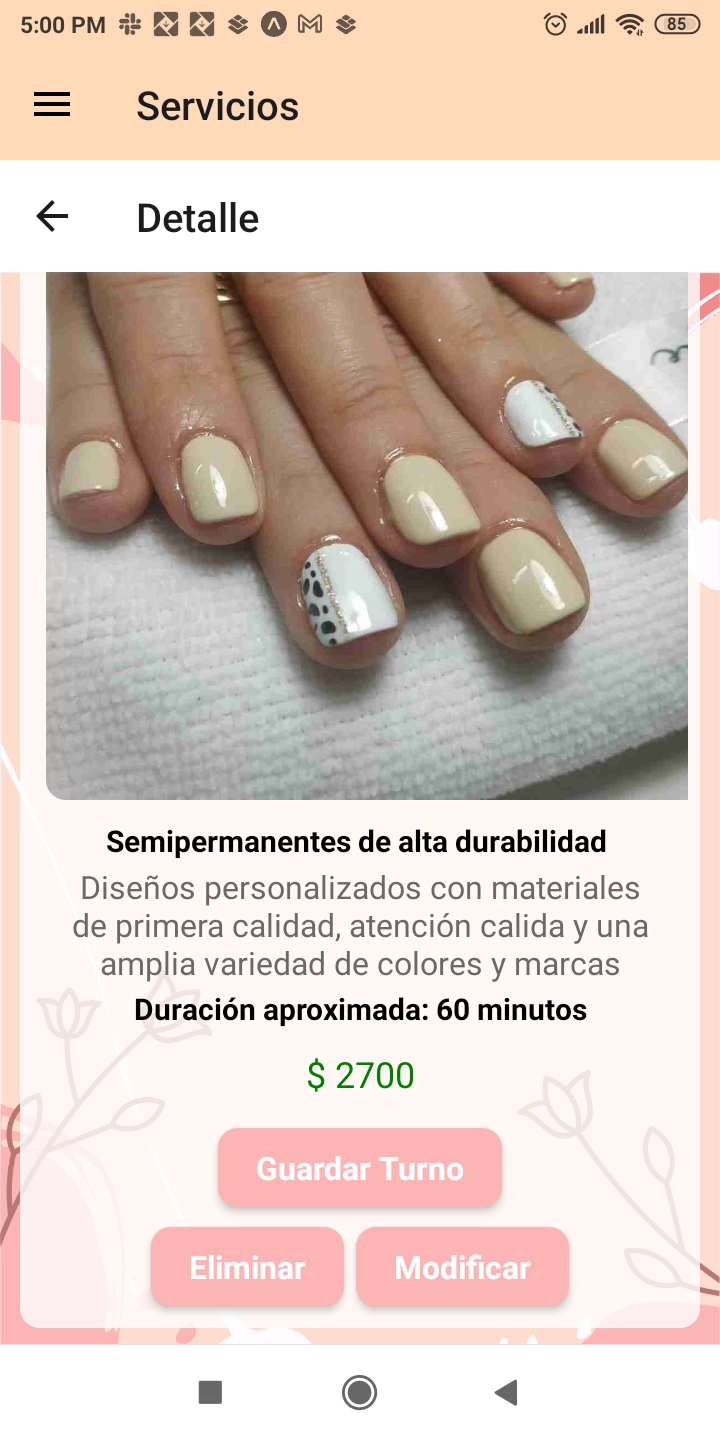 5:00 PM
85
Servicios
Detalle
Semipermanentes de alta durabilidad
Diseños personalizados con materiales
de primera calidad, atención calida y una
amplia variedad de colores y marcas
Duración aproximada: 60 minutos
$ 2700
Guardar Turno
Eliminar
Modificar